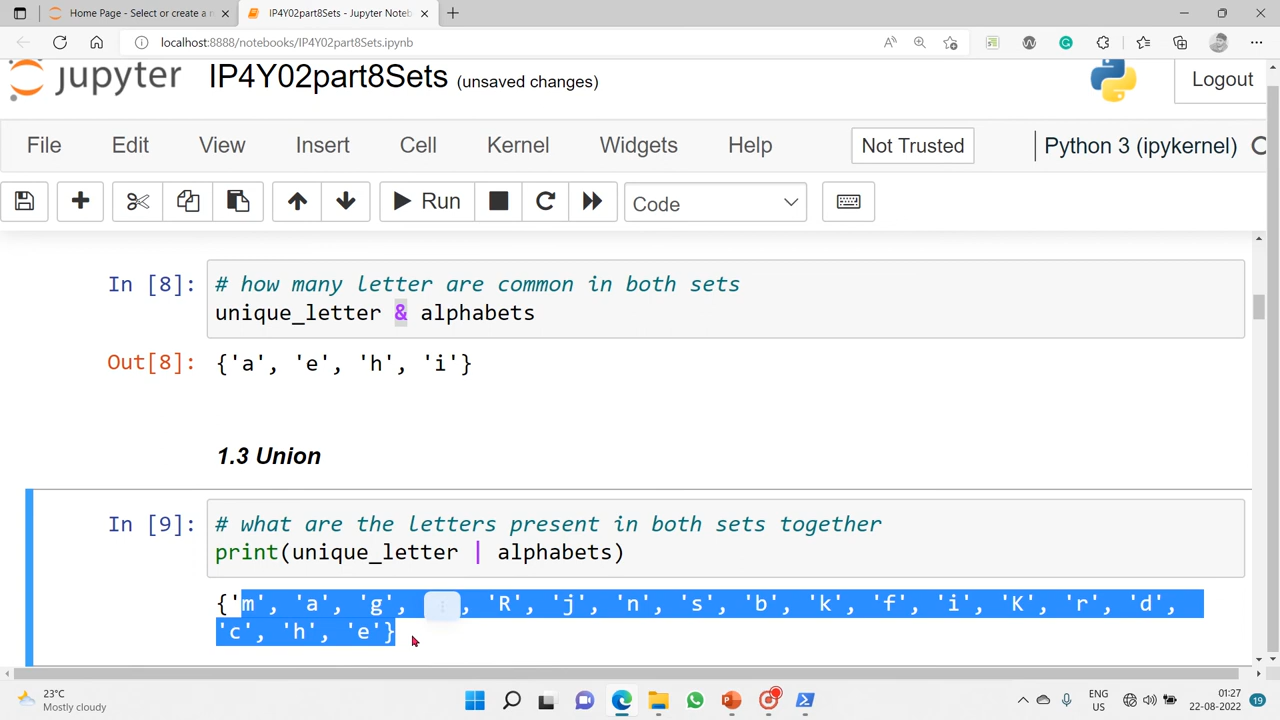 Home Page - Select or create a n
IP4Y02part8Sets - Jupyter Noteb
localhost:8888/notebooks/IP4Y02part8Sets.ipynb
jupyter IP4Y02part8Sets (unsaved changes)
Logout
File Edit View Insert Cell Kernel Widgets Help Not Trusted Python 3 (ipykernel)
Run Code
In [8]: # how many letter are common in both sets
unique_letter & alphabets
Out[8]: {'a', 'e', 'h', 'i'}
1.3 Union
In [9]: # what are the letters present in both sets together
print(unique_letter | alphabets)
{'m', 'a', 'g', , 'R', 'j', 'n', 's', 'b', 'k', 'f', 'i', 'K', 'r', 'd',
'c', 'h', 'e'}
23°C
Mostly cloudy
ENG
US
01:27
22-08-2022
19